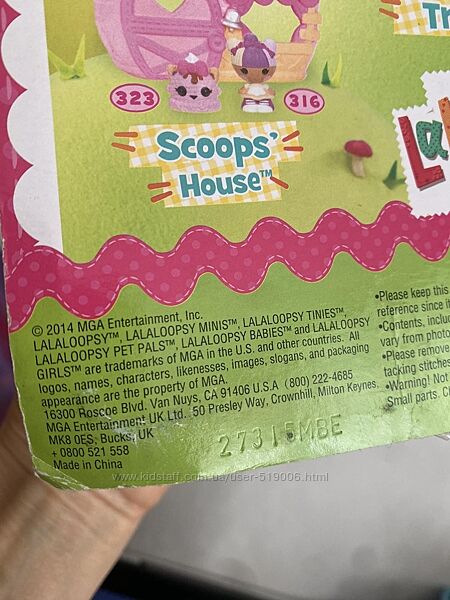 Tr
323
316
Scoops'
House™
La
© 2014 MGA Entertainment, Inc.
LALALOOPSY™, LALALOOPSY MINIS™, LALALOOPSY TINIES™,
LALALOOPSY PET PALS™, LALALOOPSY BABIES™ and LALALOOPSY
GIRLS™ are trademarks of MGA in the U.S. and other countries. All
logos, names, characters, likenesses, images, slogans, and packaging
appearance are the property of MGA.
16300 Roscoe Blvd. Van Nuys, CA 91406 U.S.A (800) 222-4685
MGA Entertainment UK Ltd. 50 Presley Way, Crownhill, Milton Keynes,
MK8 0ES, Bucks, UK
+ 0800 521 558
Made in China
•Please keep this
reference since it
•Contents, inclu
vary from photo
•Please remove
tacking stitches
•Warning! Not
Small parts. C
27315MBE
www.kidstaff.com.ua/user-519006.html